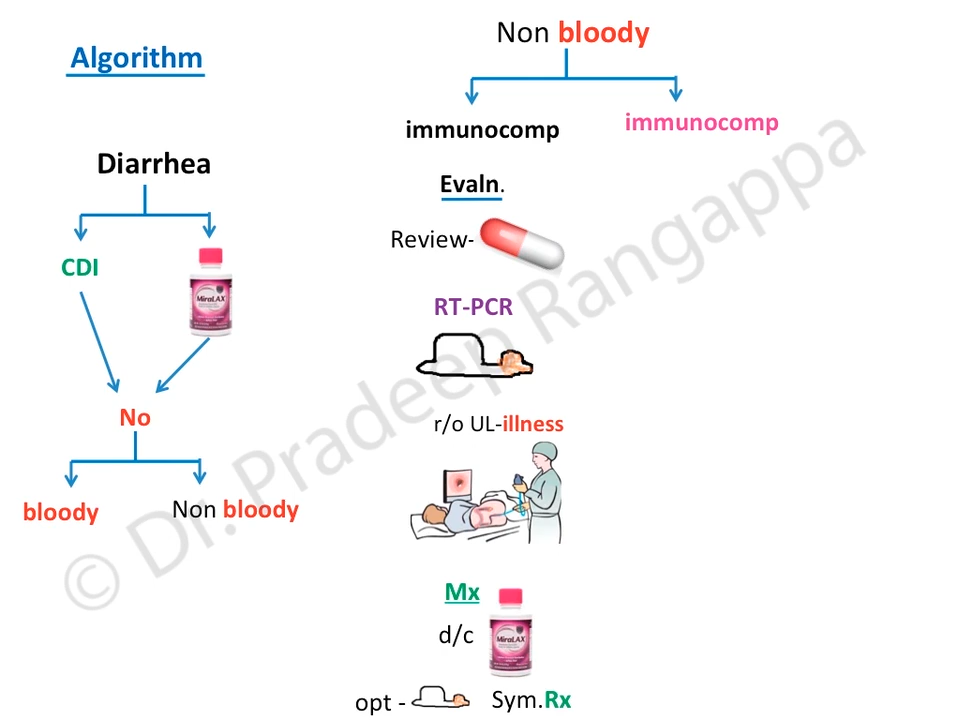 Algorithm
Diarrhea
CDI
MiraLAX
No
bloody
Non bloody
Non bloody
immunocomp
immunocomp
Evaln.
Review-
RT-PCR
r/o UL-illness
Mx
d/c
MiraLAX
opt -
Sym.Rx
© Dr. Pradeep Rangappa